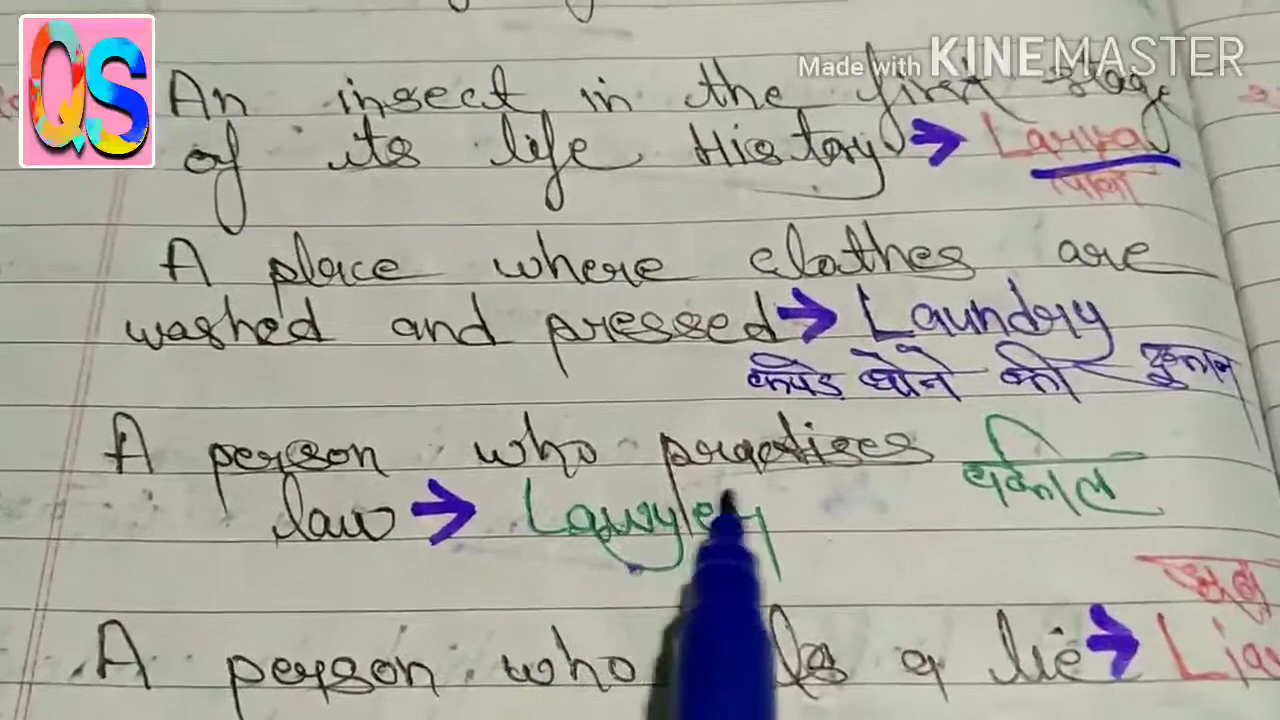 QS
Made with KINEMASTER
An insect in the first stage
of its life History → Larva
A place where clothes are
washed and pressed → Laundry
कपडे धोने की दुकान
A person who practises
वकील
law → Lawyer
A person who a lie →